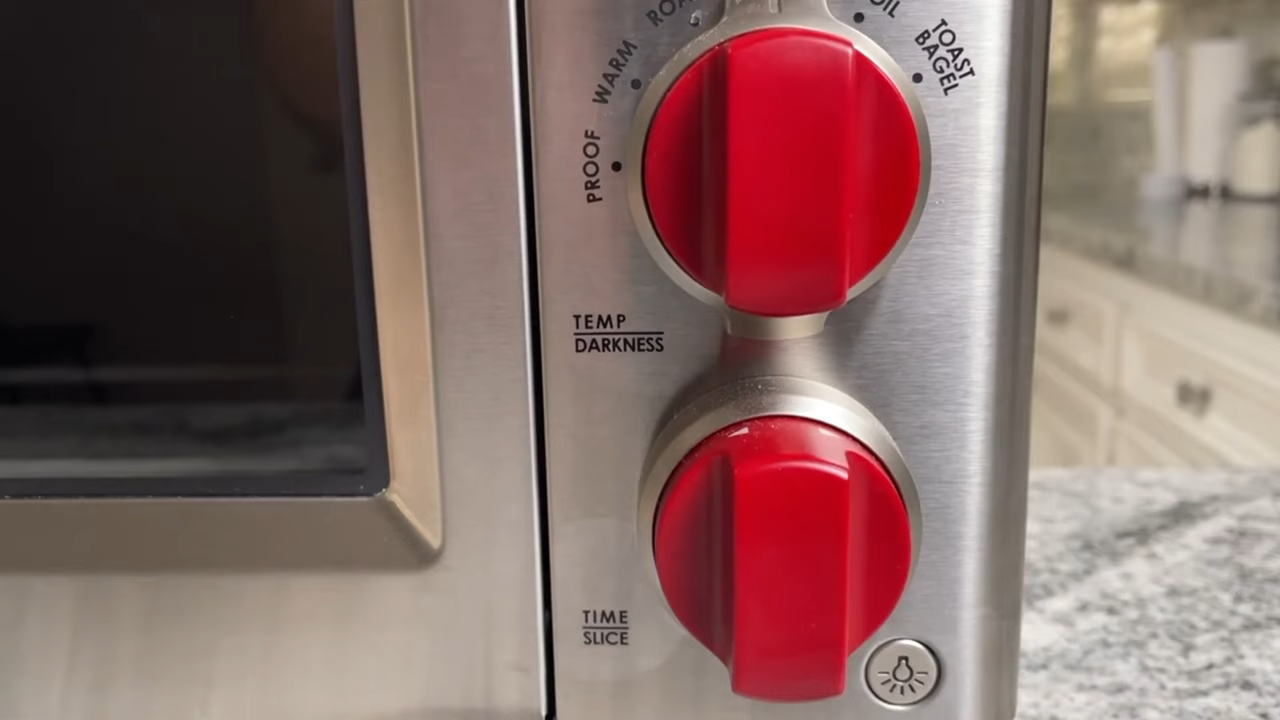 WARM
PROOF
TOAST
BAGEL
TEMP
DARKNESS
TIME
SLICE